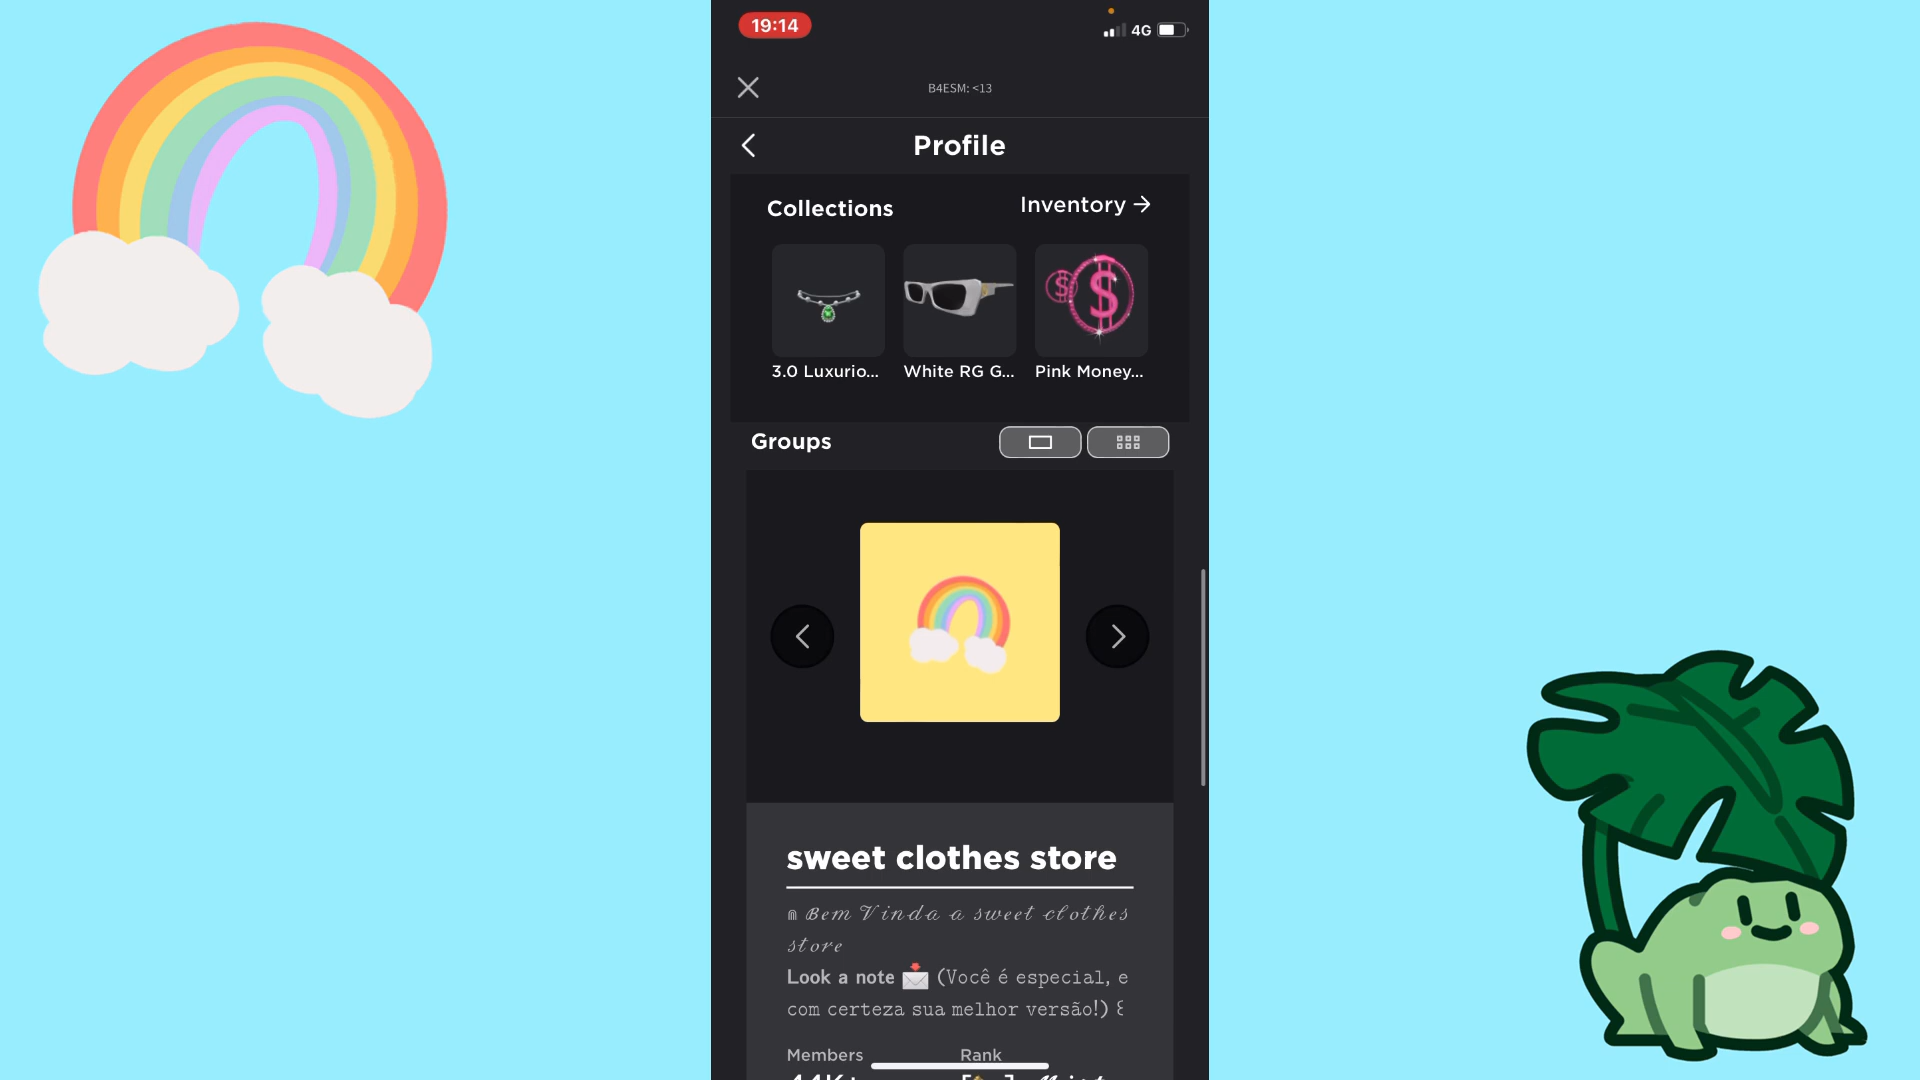 19:14
4G
B4ESM: <13
Profile
Collections
Inventory →
3.0 Luxurio...
White RG G...
Pink Money...
Groups
sweet clothes store
⋒ 𝓑𝓮𝓶 𝓥𝓲𝓷𝓭𝓪 𝓪 𝓼𝔀𝓮𝓮𝓽 𝓬𝓵𝓸𝓽𝓱𝓮𝓼
𝓼𝓽𝓸𝓻𝓮
Look a note 📩 (Você é especial, e
com certeza sua melhor versão!) ꒰
Members
Rank